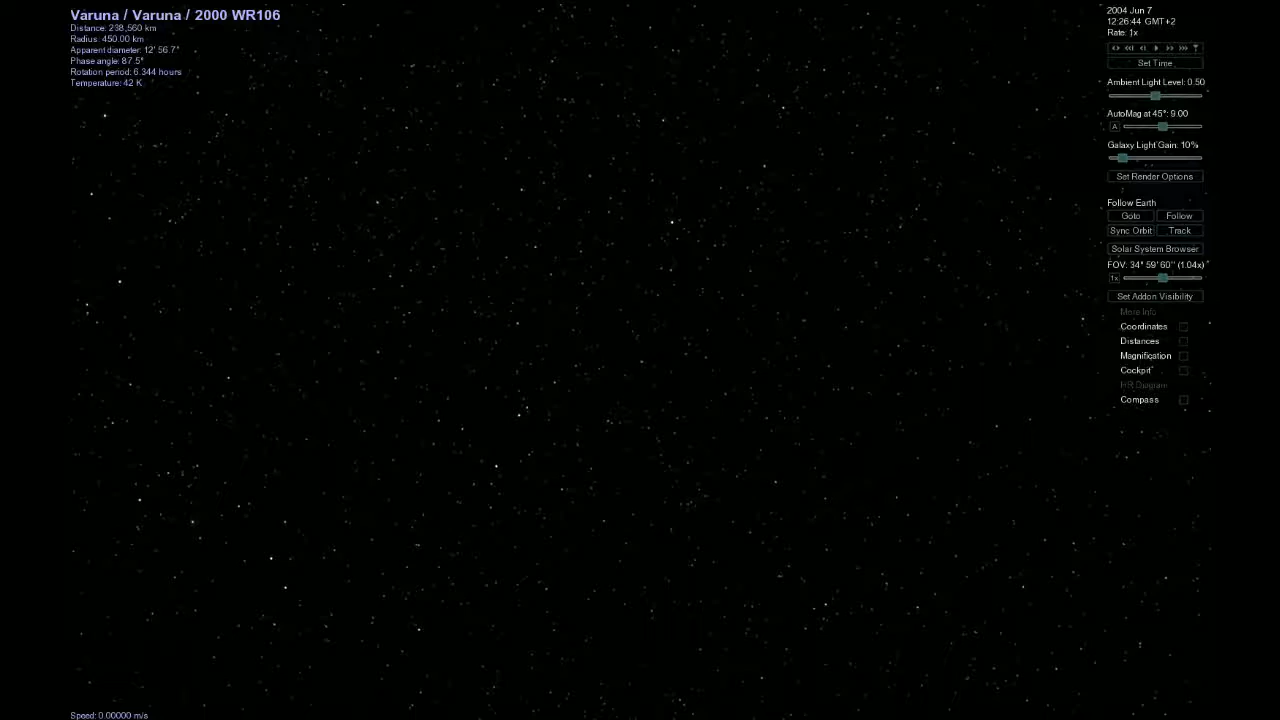 Varuna / Varuna / 2000 WR106
Distance: 238,560 km
Radius: 450.00 km
Apparent diameter: 12' 56.7"
Phase angle: 87.5°
Rotation period: 6.344 hours
Temperature: 42 K
2004 Jun 7
12:26:44 GMT+2
Rate: 1x
Set Time
Ambient Light Level: 0.50
AutoMag at 45°: 9.00
A
Galaxy Light Gain: 10%
Set Render Options
Follow Earth
Goto Follow
Sync Orbit Track
Solar System Browser
FOV: 34° 59' 60'' (1.04x)
1x
Set Addon Visibility
More Info
Coordinates
Distances
Magnification
Cockpit
HR Diagram
Compass
Speed: 0.00000 m/s